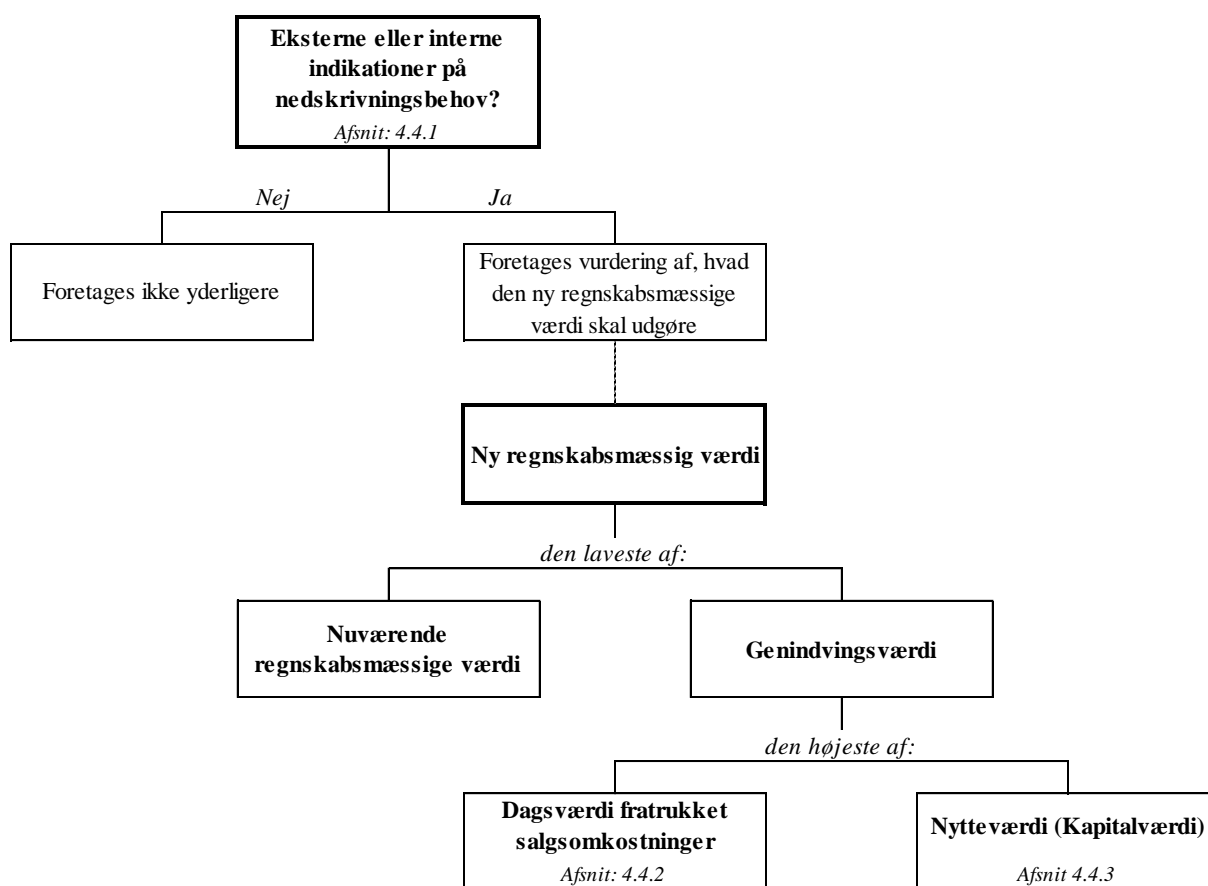 Eksterne eller interne
indikationer på
nedskrivningsbehov?
Afsnit: 4.4.1
Nej
Ja
Foretages ikke yderligere
Foretages vurdering af, hvad
den ny regnskabsmæssige
værdi skal udgøre
Ny regnskabsmæssig værdi
den laveste af:
Nuværende
regnskabsmæssige værdi
Genindvingsværdi
den højeste af:
Dagsværdi fratrukket
salgsomkostninger
Afsnit: 4.4.2
Nytteværdi (Kapitalværdi)
Afsnit 4.4.3